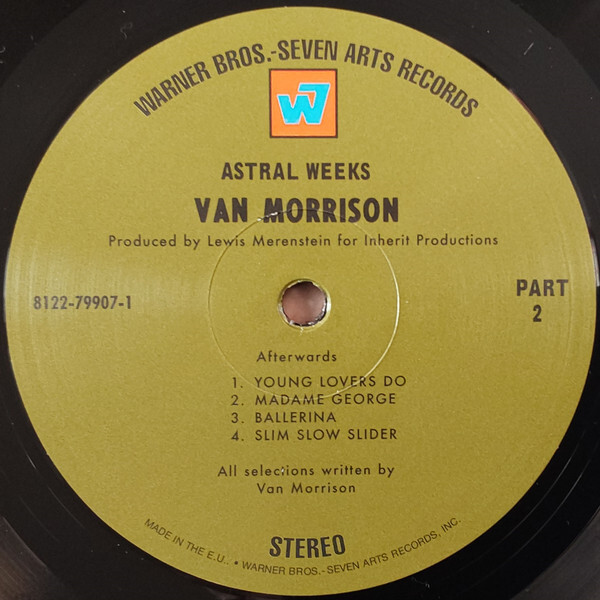 WARNER BROS.-SEVEN ARTS RECORDS
W7
ASTRAL WEEKS
VAN MORRISON
Produced by Lewis Merenstein for Inherit Productions
8122-79907-1
PART
2
Afterwards
1. YOUNG LOVERS DO
2. MADAME GEORGE
3. BALLERINA
4. SLIM SLOW SLIDER
All selections written by
Van Morrison
STEREO
MADE IN THE E.U.. • WARNER BROS.- SEVEN ARTS RECORDS, INC.